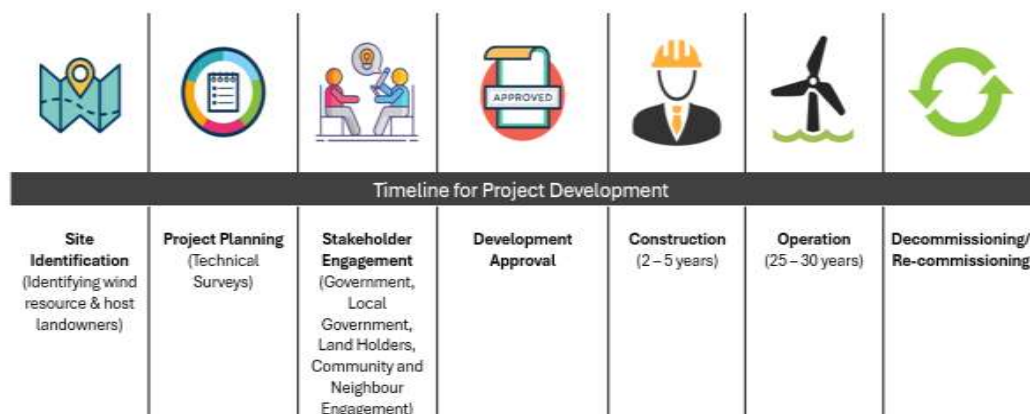 APPROVED
Timeline for Project Development
Site
Identification
(Identifying wind
resource & host
landowners)
Project Planning
(Technical
Surveys)
Stakeholder
Engagement
(Government,
Local
Government,
Land Holders,
Community and
Neighbour
Engagement)
Development
Approval
Construction
(2 – 5 years)
Operation
(25 – 30 years)
Decommissioning/
Re-commissioning